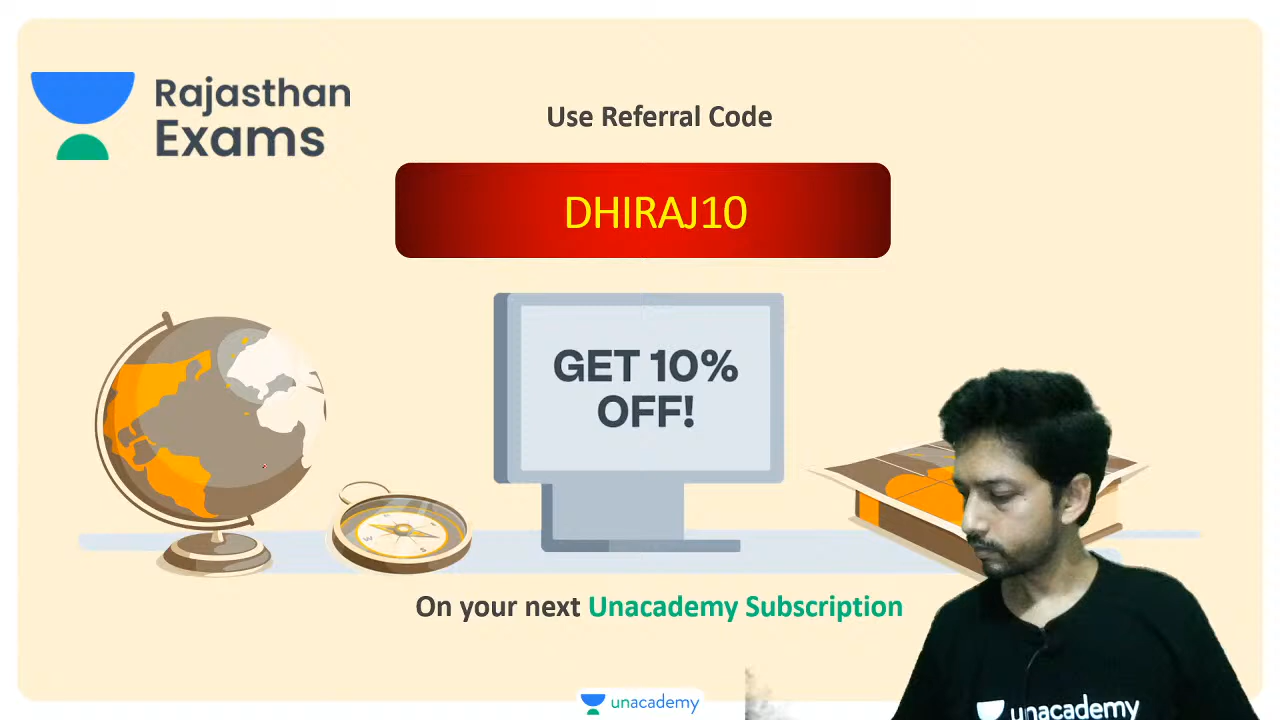 Rajasthan
Exams
Use Referral Code
DHIRAJ10
GET 10%
OFF!
On your next Unacademy Subscription
unacademy
unacademy